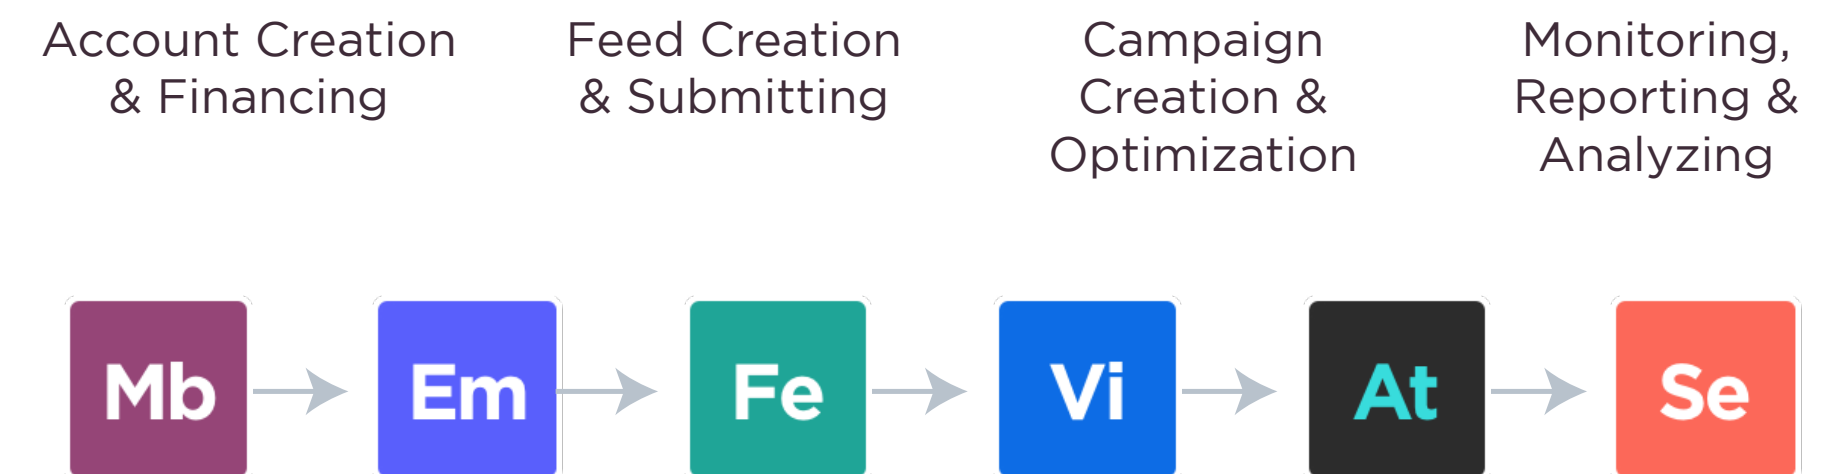 Account Creation
& Financing
Feed Creation
& Submitting
Campaign
Creation &
Optimization
Monitoring,
Reporting &
Analyzing
Mb
Em
Fe
Vi
At
Se